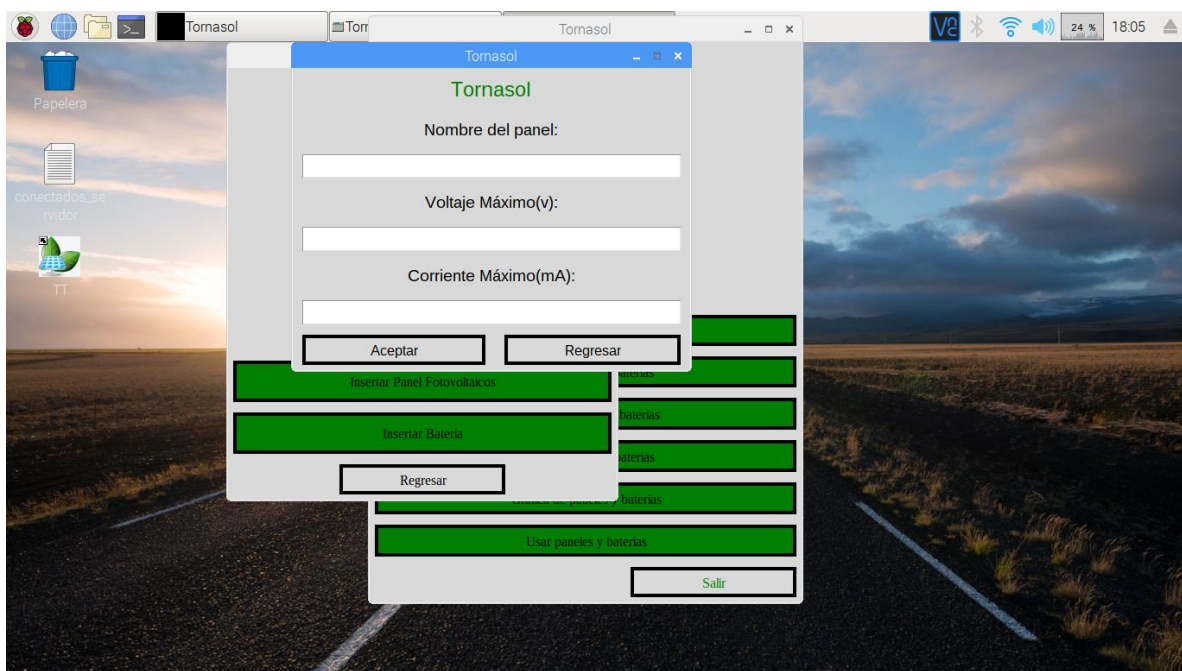 Tornasol
Torr
Tornasol
24 %
18:05
Tornasol
Papelera
conectados_se
rvidor
TT
Tornasol
Nombre del panel:
Voltaje Máximo(v):
Corriente Máximo(mA):
Aceptar
Regresar
Insertar Panel Fotovoltaicos
Insertar Bateria
Regresar
baterias
baterias
baterias
Usar paneles y baterias
Salir